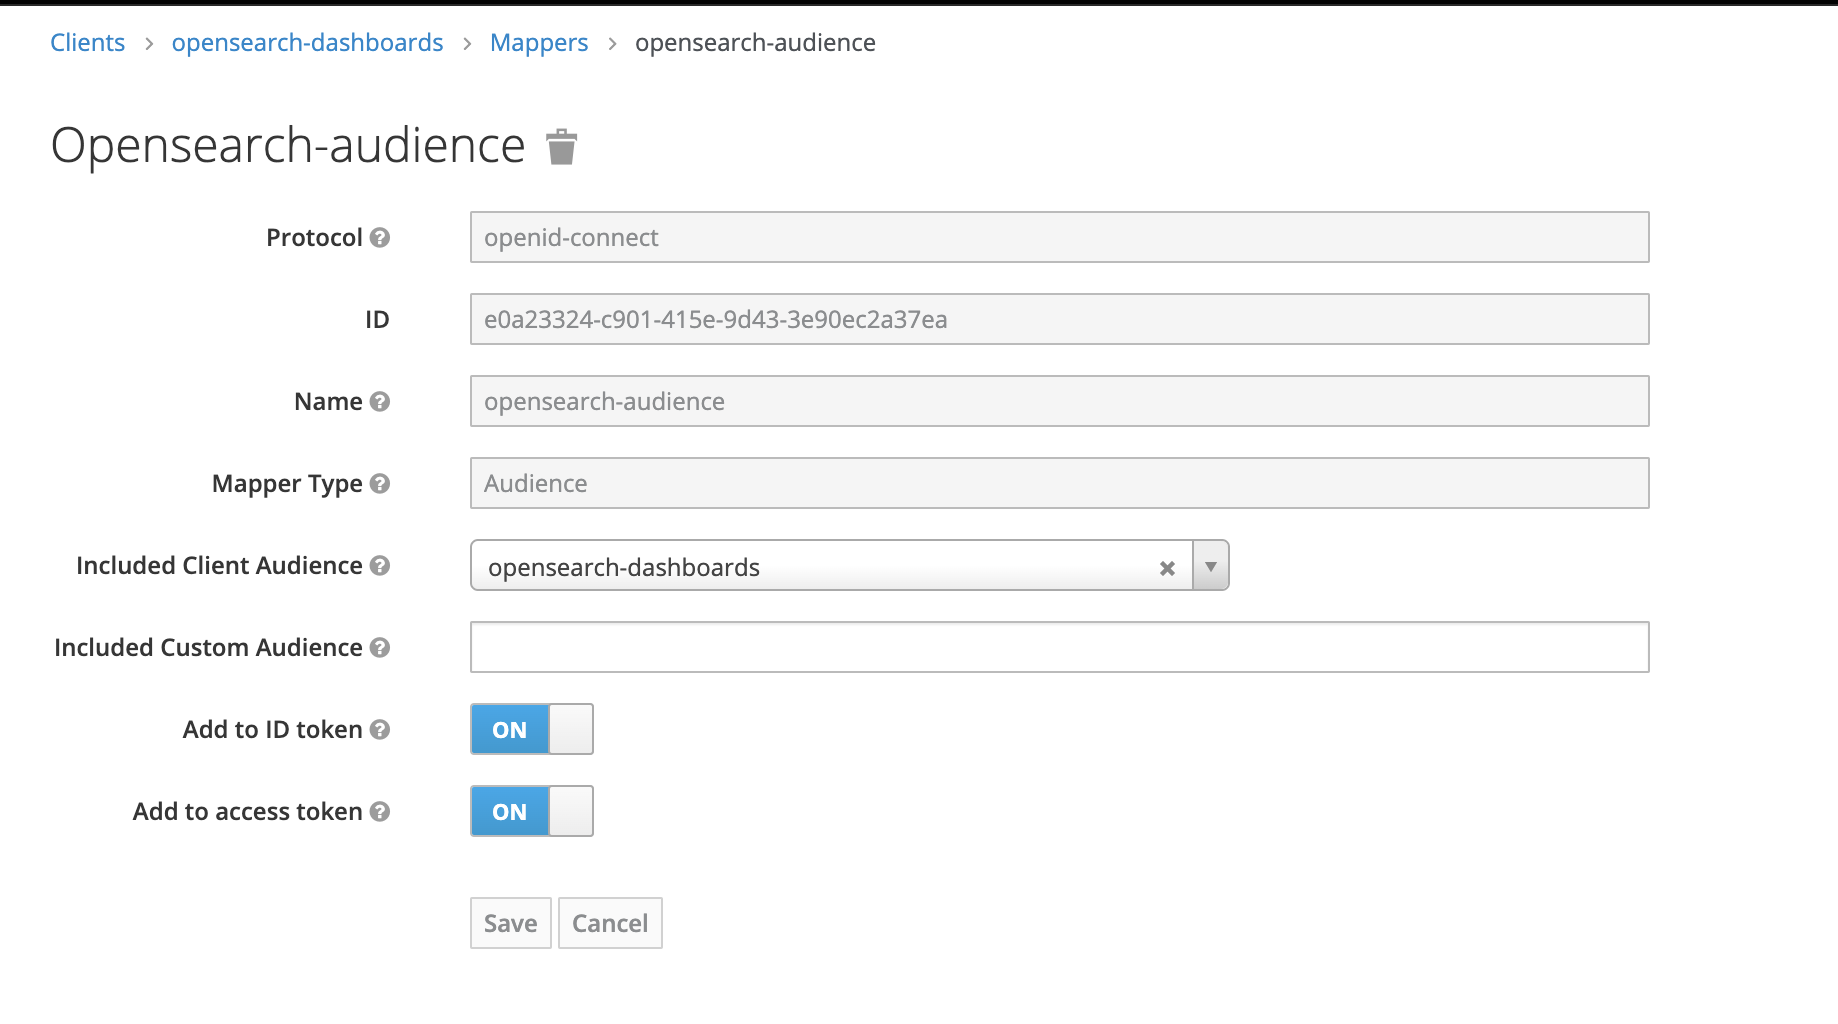 Clients > opensearch-dashboards > Mappers > opensearch-audience
Opensearch-audience
Protocol ? openid-connect
ID e0a23324-c901-415e-9d43-3e90ec2a37ea
Name ? opensearch-audience
Mapper Type ? Audience
Included Client Audience ? opensearch-dashboards
Included Custom Audience ?
Add to ID token ? ON
Add to access token ? ON
Save Cancel